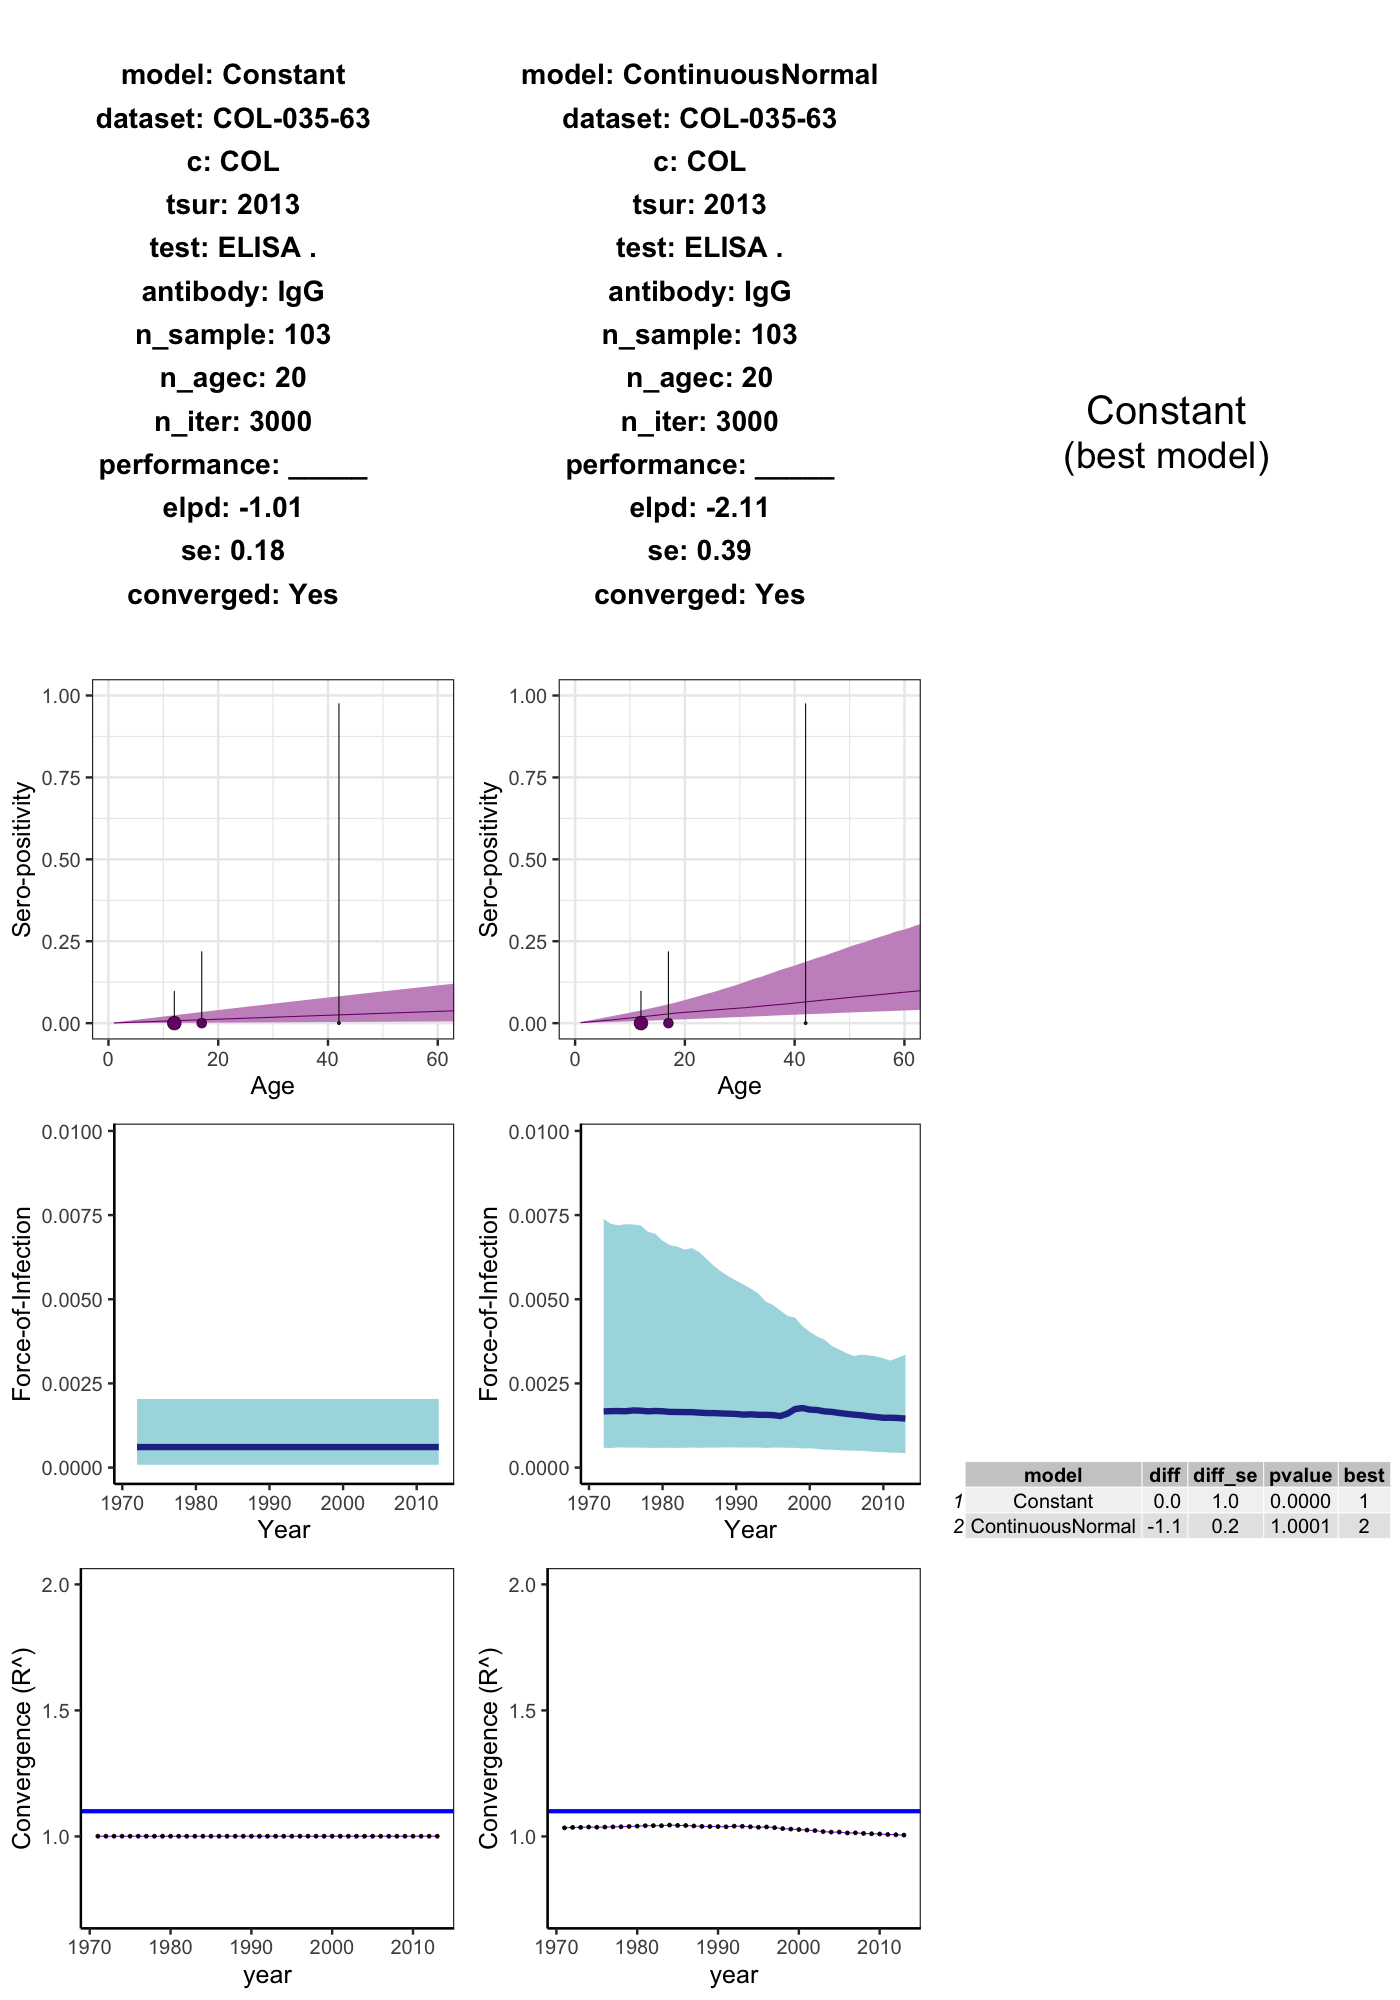 model: Constant
dataset: COL-035-63
c: COL
tsur: 2013
test: ELISA .
antibody: IgG
n_sample: 103
n_agec: 20
n_iter: 3000
performance: _____
elpd: -1.01
se: 0.18
converged: Yes
model: ContinuousNormal
dataset: COL-035-63
c: COL
tsur: 2013
test: ELISA .
antibody: IgG
n_sample: 103
n_agec: 20
n_iter: 3000
performance: _____
elpd: -2.11
se: 0.39
converged: Yes
Constant
(best model)
Sero-positivity
1.00
0.75
0.50
0.25
0.00
0 20 40 60
Age
Sero-positivity
1.00
0.75
0.50
0.25
0.00
0 20 40 60
Age
Force-of-Infection
0.0100
0.0075
0.0050
0.0025
0.0000
1970 1980 1990 2000 2010
Year
Force-of-Infection
0.0100
0.0075
0.0050
0.0025
0.0000
1970 1980 1990 2000 2010
Year
model diff diff_se pvalue best
1 Constant 0.0 1.0 0.0000 1
2 ContinuousNormal -1.1 0.2 1.0001 2
Convergence (R^)
2.0
1.5
1.0
1970 1980 1990 2000 2010
year
Convergence (R^)
2.0
1.5
1.0
1970 1980 1990 2000 2010
year